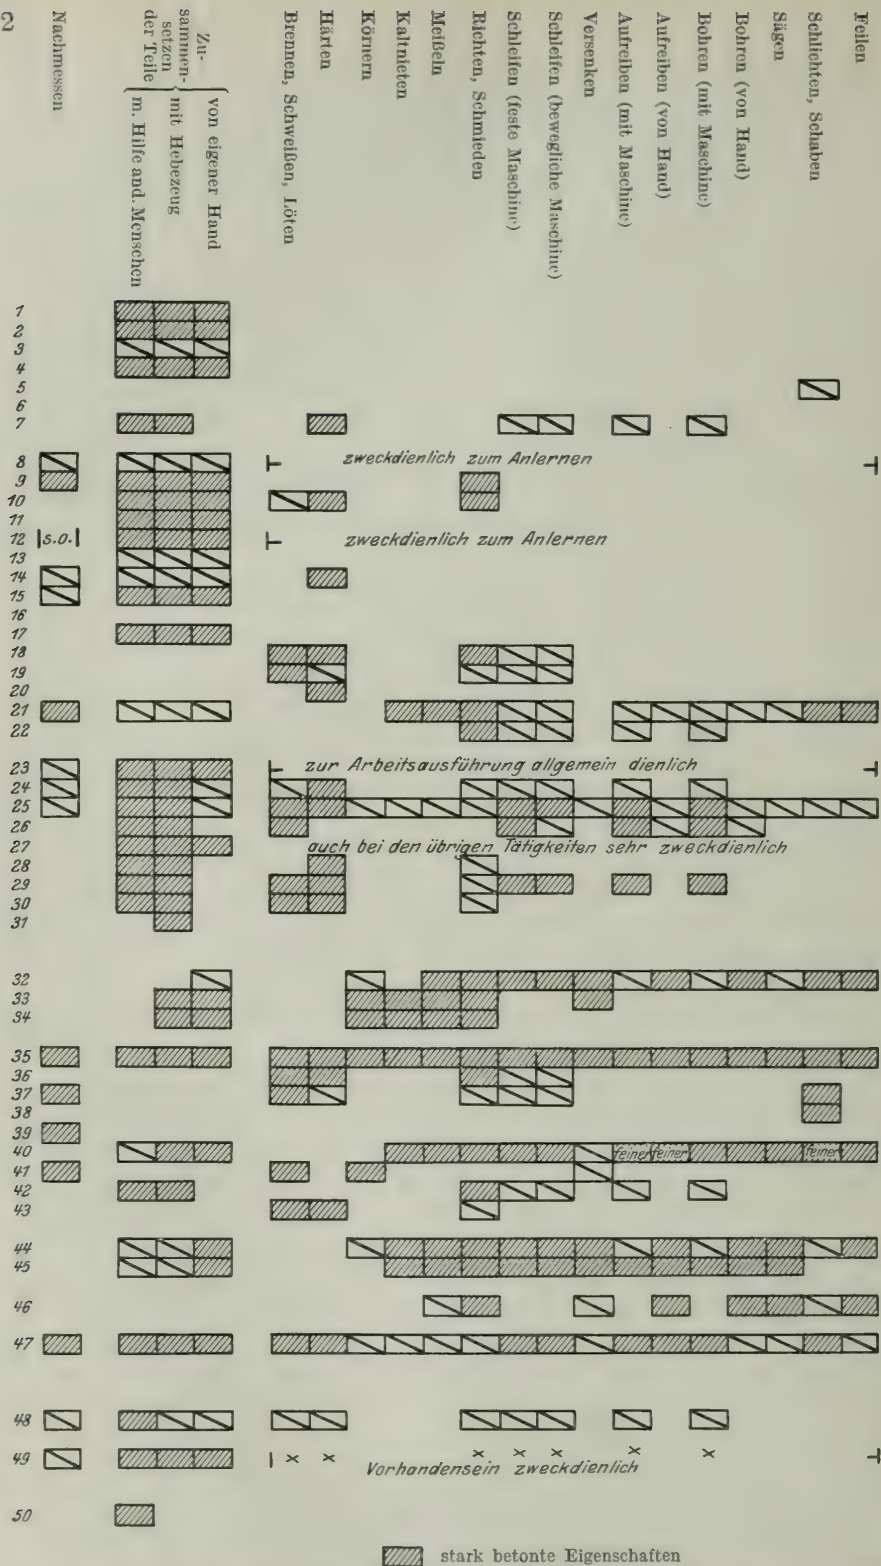 2
Nachmessen
Zu-
sammen-
setzen
der Teile
m. Hilfe and. Menschen
mit Hebezeug
von eigener Hand
Brennen, Schweißen, Löten
Härten
Körnern
Kaltnieten
Meißeln
Richten, Schmieden
Schleifen (feste Maschine)
Schleifen (bewegliche Maschine)
Versenken
Aufreiben (mit Maschine)
Aufreiben (von Hand)
Bohren (mit Maschine)
Bohren (von Hand)
Sägen
Schlichten, Schaben
Feilen
1
2
3
4
5
6
7
8 zweckdienlich zum Anlernen
9
10
11
12 s.o. zweckdienlich zum Anlernen
13
14
15
16
17
18
19
20
21
22
23 zur Arbeitsausführung allgemein dienlich
24
25
26
27 auch bei den übrigen Tätigkeiten sehr zweckdienlich
28
29
30
31
32
33
34
35
36
37
38
39
40 feiner feiner feiner
41
42
43
44
45
46
47
48
49 × × × × × × ×
Vorhandensein zweckdienlich
50
stark betonte Eigenschaften